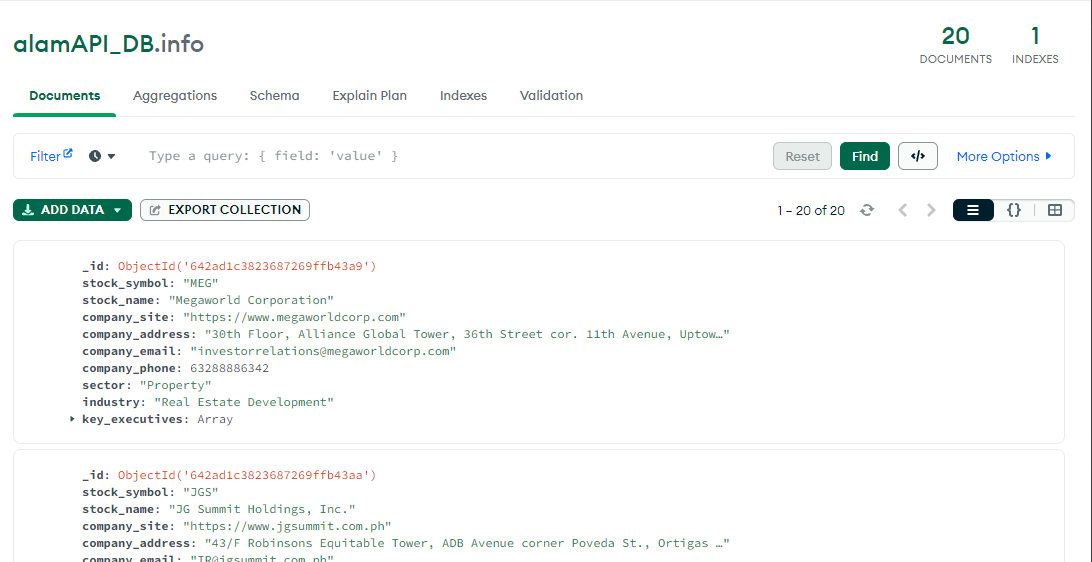 alamAPI_DB.info
20
DOCUMENTS
1
INDEXES
Documents Aggregations Schema Explain Plan Indexes Validation
Filter Type a query: { field: 'value' } Reset Find </> More Options
ADD DATA EXPORT COLLECTION 1 – 20 of 20 {}
_id: ObjectId('642ad1c3823687269ffb43a9')
stock_symbol: "MEG"
stock_name: "Megaworld Corporation"
company_site: "https://www.megaworldcorp.com"
company_address: "30th Floor, Alliance Global Tower, 36th Street cor. 11th Avenue, Uptow…"
company_email: "investorrelations@megaworldcorp.com"
company_phone: 63288886342
sector: "Property"
industry: "Real Estate Development"
key_executives: Array
_id: ObjectId('642ad1c3823687269ffb43aa')
stock_symbol: "JGS"
stock_name: "JG Summit Holdings, Inc."
company_site: "https://www.jgsummit.com.ph"
company_address: "43/F Robinsons Equitable Tower, ADB Avenue corner Poveda St., Ortigas …"
company_email: "IR@jgsummit.com.ph"